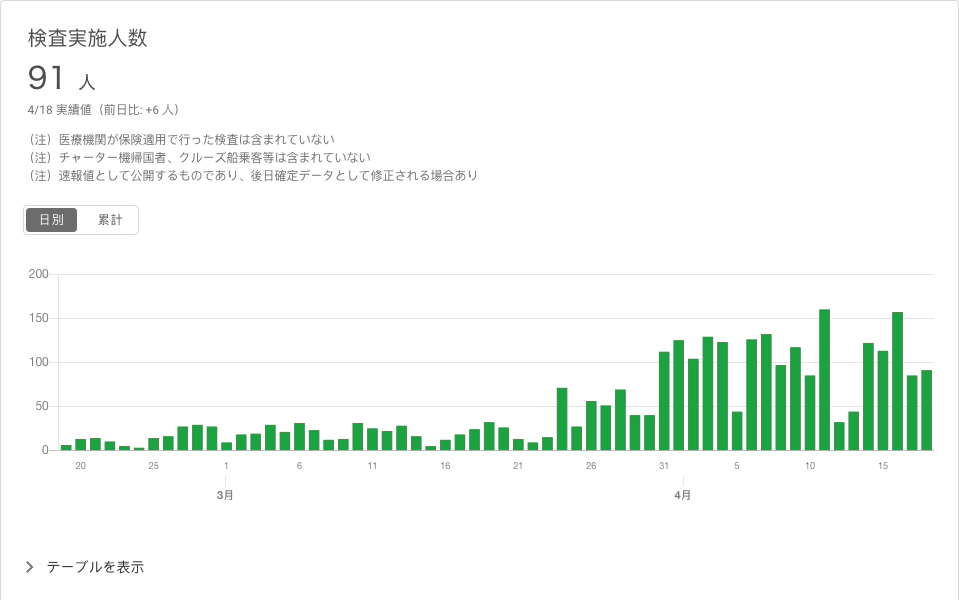 検査実施人数
91 人
4/18 実績値（前日比: +6 人）
（注）医療機関が保険適用で行った検査は含まれていない
（注）チャーター機帰国者、クルーズ船乗客等は含まれていない
（注）速報値として公開するものであり、後日確定データとして修正される場合あり
日別 累計
200
150
100
50
0
20 25 1 6 11 16 21 26 31 5 10 15
3月 4月
テーブルを表示